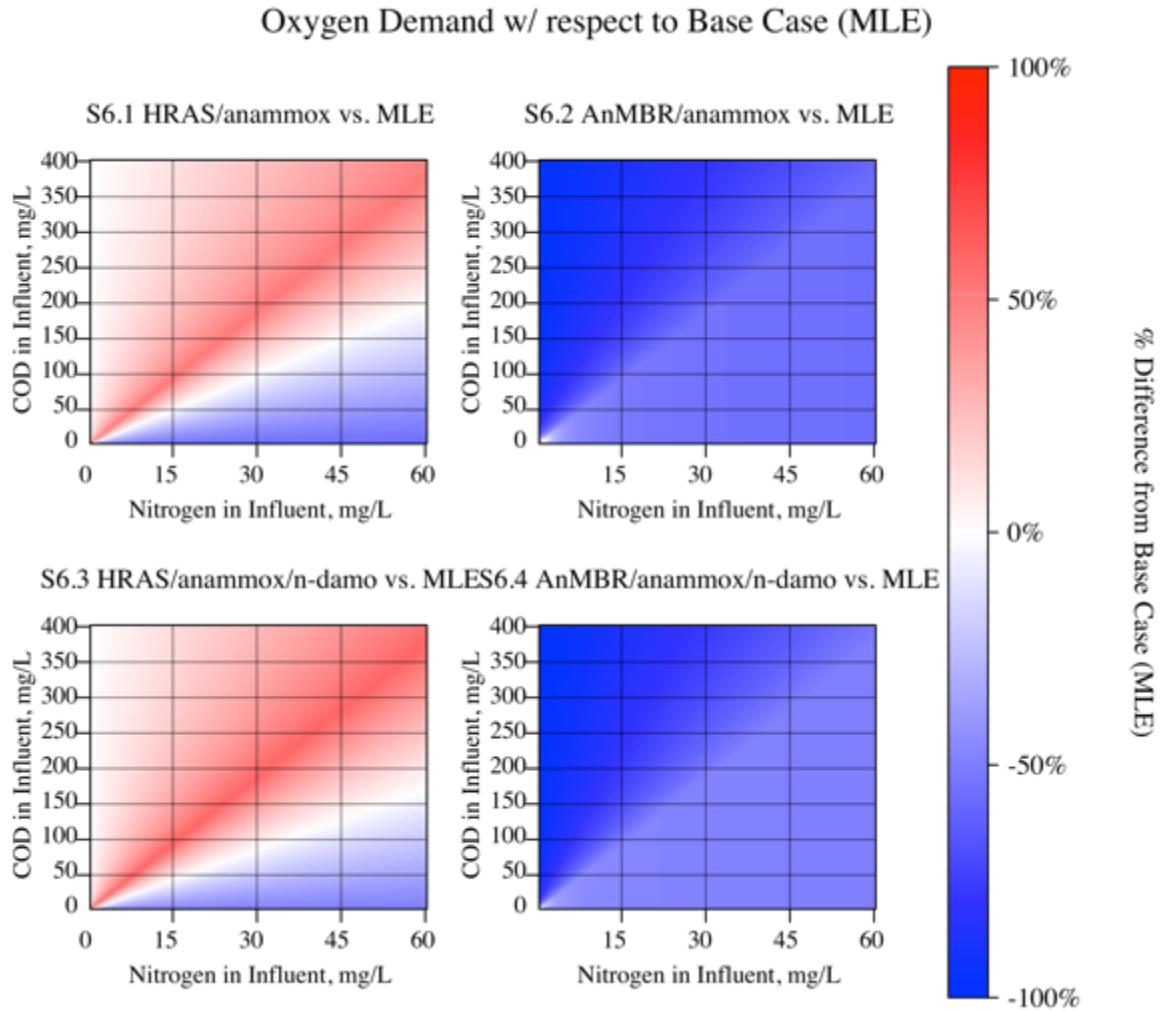 Oxygen Demand w/ respect to Base Case (MLE)
S6.1 HRAS/anammox vs. MLE
400
350
300
250
200
150
100
50
0
COD in Influent, mg/L
0 15 30 45 60
Nitrogen in Influent, mg/L
S6.2 AnMBR/anammox vs. MLE
400
350
300
250
200
150
100
50
0
COD in Influent, mg/L
15 30 45 60
Nitrogen in Influent, mg/L
S6.3 HRAS/anammox/n-damo vs. MLE
400
350
300
250
200
150
100
50
0
COD in Influent, mg/L
0 15 30 45 60
Nitrogen in Influent, mg/L
S6.4 AnMBR/anammox/n-damo vs. MLE
400
350
300
250
200
150
100
50
0
COD in Influent, mg/L
15 30 45 60
Nitrogen in Influent, mg/L
100%
50%
0%
-50%
-100%
% Difference from Base Case (MLE)